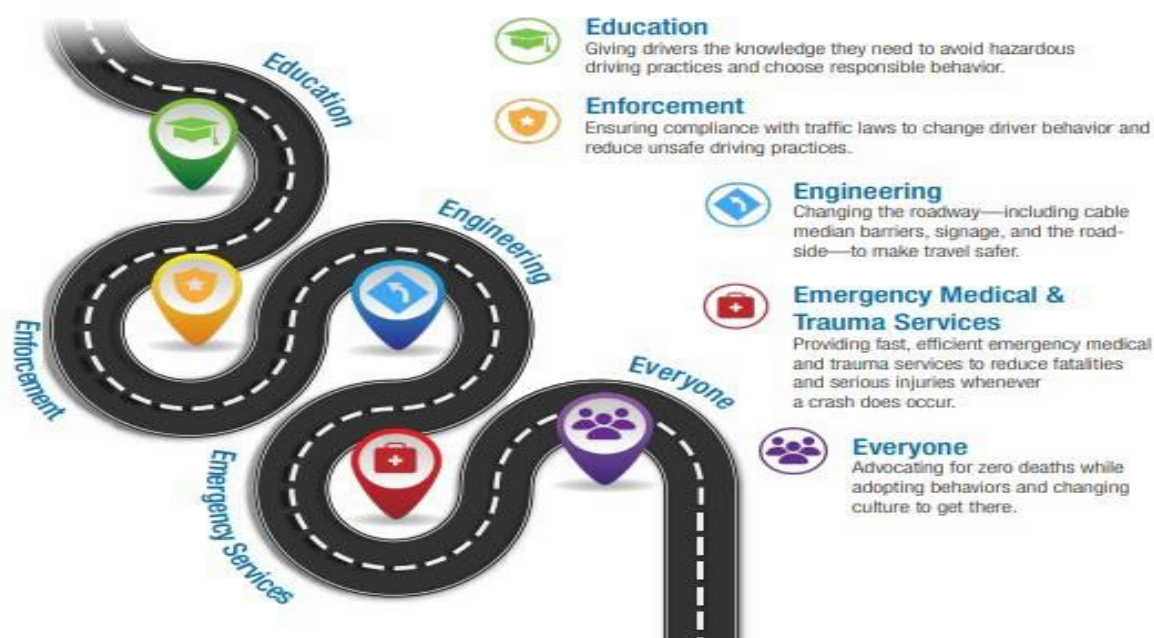 Education
Enforcement
Engineering
Emergency Services
Everyone
Education
Giving drivers the knowledge they need to avoid hazardous
driving practices and choose responsible behavior.
Enforcement
Ensuring compliance with traffic laws to change driver behavior and
reduce unsafe driving practices.
Engineering
Changing the roadway—including cable
median barriers, signage, and the road-
side—to make travel safer.
Emergency Medical &
Trauma Services
Providing fast, efficient emergency medical
and trauma services to reduce fatalities
and serious injuries whenever
a crash does occur.
Everyone
Advocating for zero deaths while
adopting behaviors and changing
culture to get there.